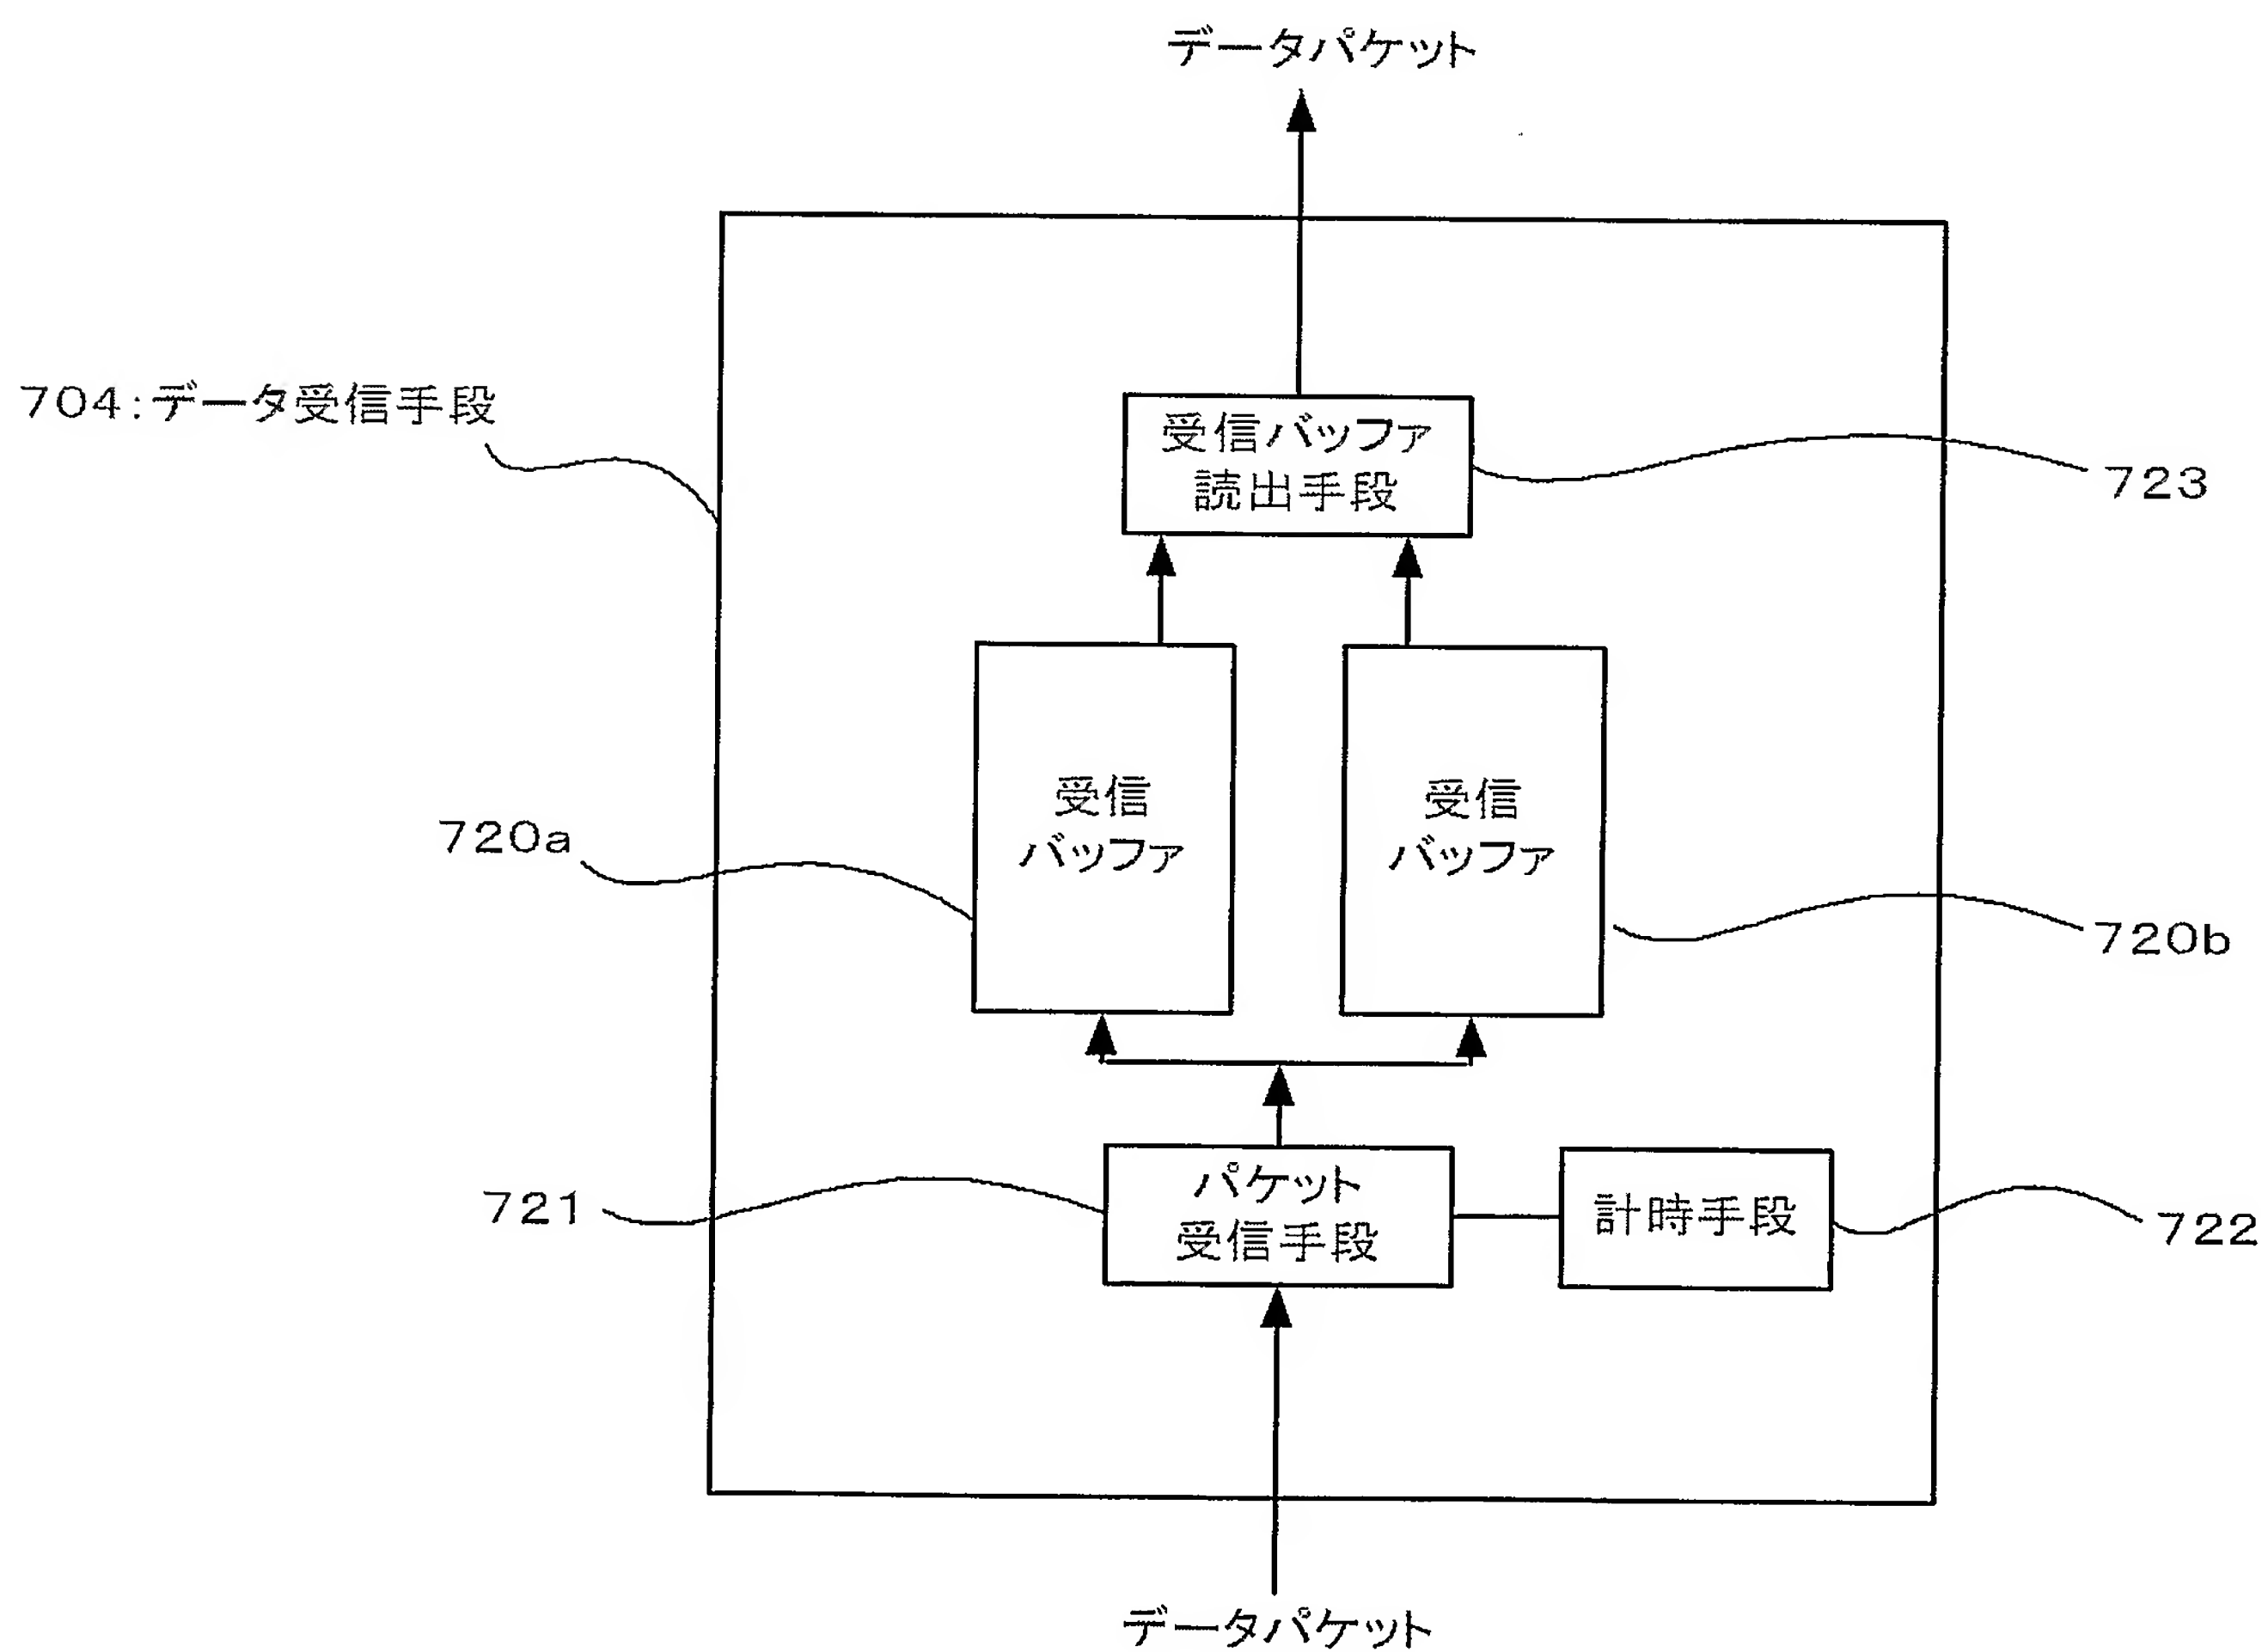 データパケット
704:データ受信手段
受信バッファ
読出手段
723
受信
バッファ
受信
バッファ
720a
720b
パケット
受信手段
計時手段
721
722
データパケット